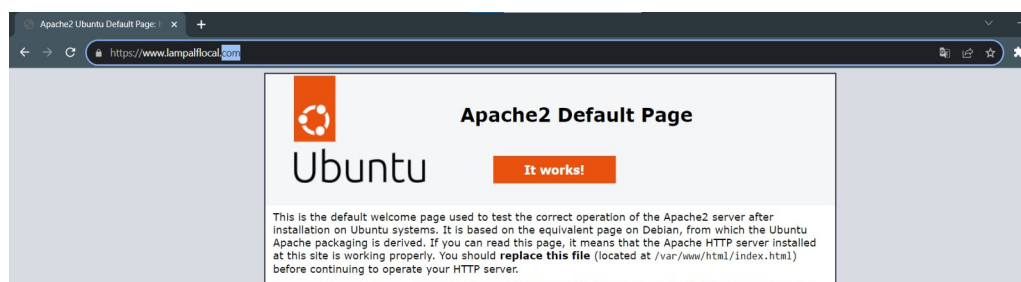 Apache2 Ubuntu Default Page:
https://www.lampalflocal.com
Apache2 Default Page
Ubuntu
It works!
This is the default welcome page used to test the correct operation of the Apache2 server after
installation on Ubuntu systems. It is based on the equivalent page on Debian, from which the Ubuntu
Apache packaging is derived. If you can read this page, it means that the Apache HTTP server installed
at this site is working properly. You should replace this file (located at /var/www/html/index.html)
before continuing to operate your HTTP server.